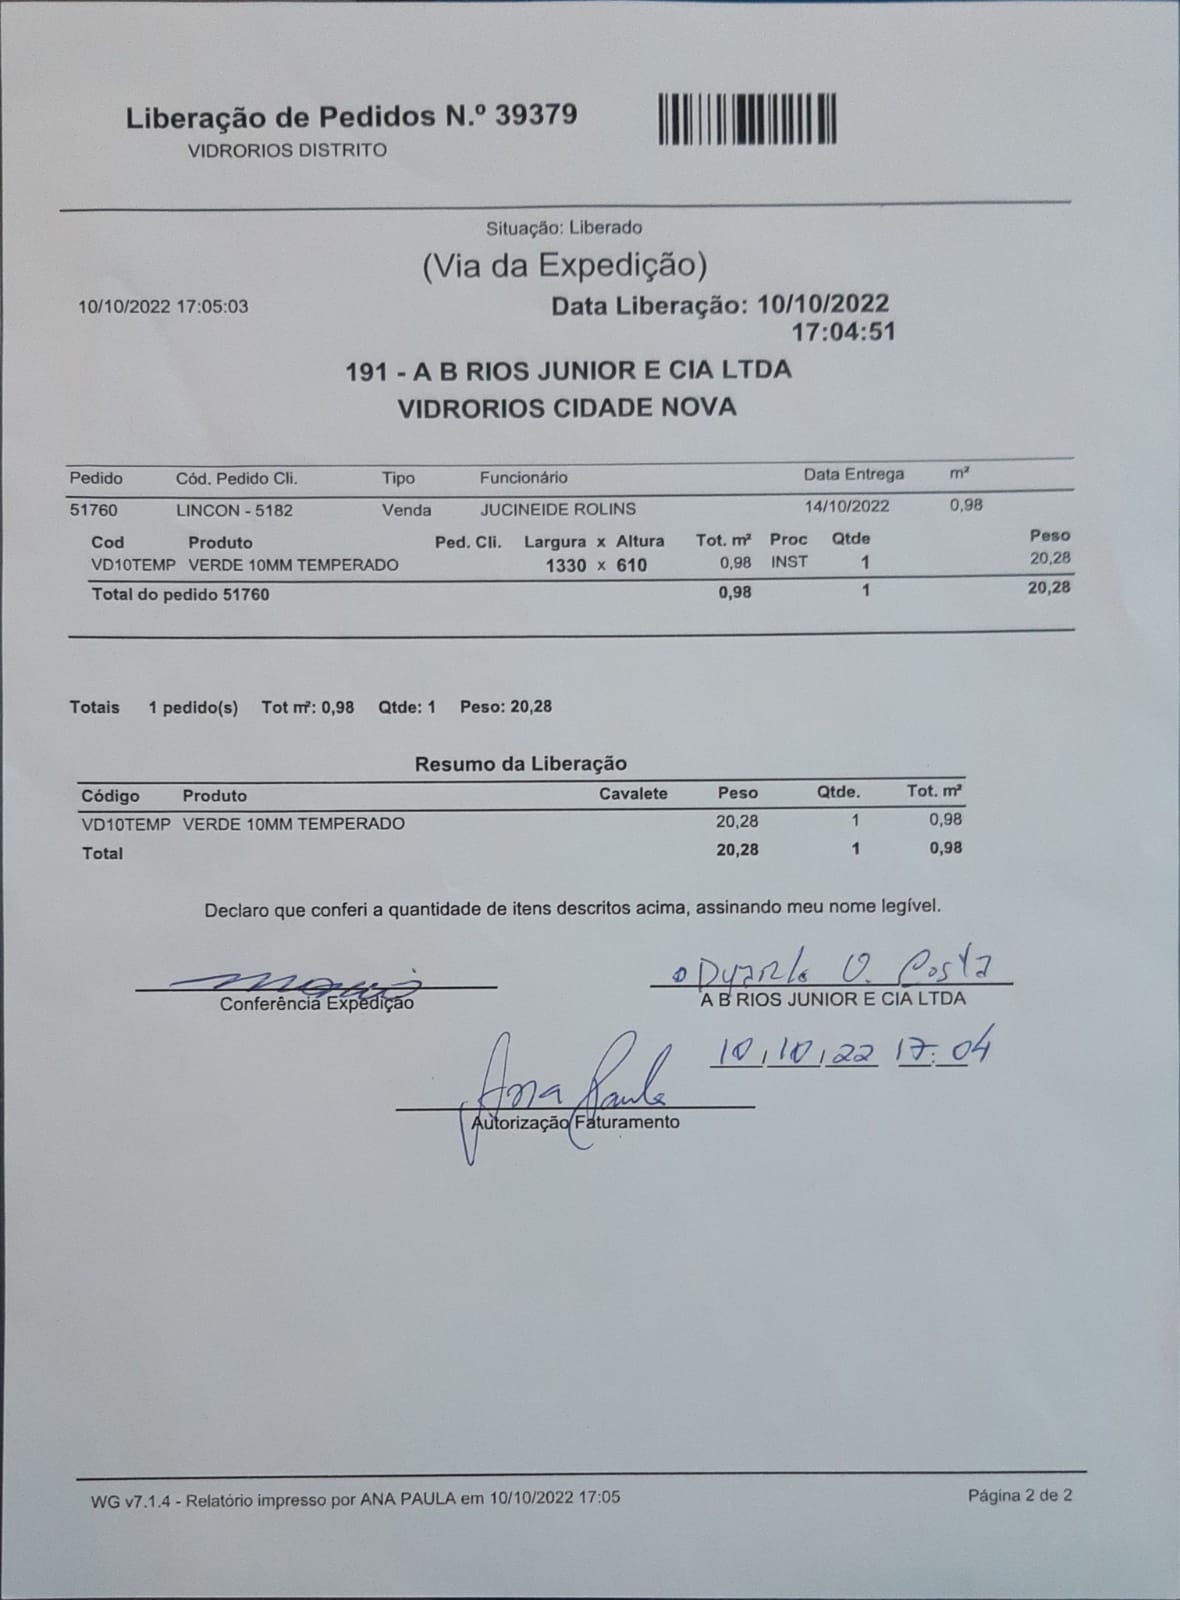 Liberação de Pedidos N.º 39379
VIDRORIOS DISTRITO
Situação: Liberado
(Via da Expedição)
10/10/2022 17:05:03 Data Liberação: 10/10/2022
17:04:51
191 - A B RIOS JUNIOR E CIA LTDA
VIDRORIOS CIDADE NOVA
Pedido Cód. Pedido Cli. Tipo Funcionário Data Entrega m²
51760 LINCON - 5182 Venda JUCINEIDE ROLINS 14/10/2022 0,98
Cod Produto Ped. Cli. Largura x Altura Tot. m² Proc Qtde Peso
VD10TEMP VERDE 10MM TEMPERADO 1330 x 610 0,98 INST 1 20,28
Total do pedido 51760 0,98 1 20,28
Totais 1 pedido(s) Tot m²: 0,98 Qtde: 1 Peso: 20,28
Resumo da Liberação
Código Produto Cavalete Peso Qtde. Tot. m²
VD10TEMP VERDE 10MM TEMPERADO 20,28 1 0,98
Total 20,28 1 0,98
Declaro que conferi a quantidade de itens descritos acima, assinando meu nome legível.
O. Costa
Conferência Expedição A B RIOS JUNIOR E CIA LTDA
10,10,22 17:04
Ana Paula
Autorização Faturamento
WG v7.1.4 - Relatório impresso por ANA PAULA em 10/10/2022 17:05 Página 2 de 2